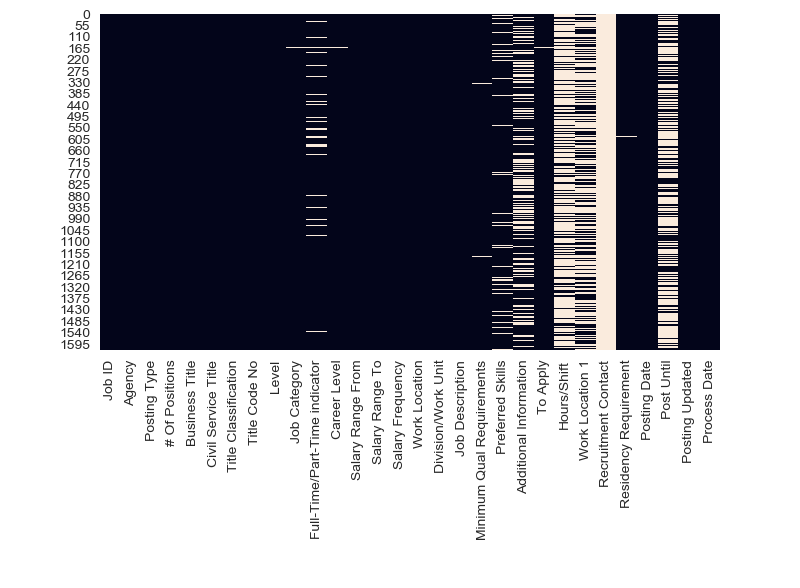 0
55
110
165
220
275
330
385
440
495
550
605
660
715
770
825
880
935
990
1045
1100
1155
1210
1265
1320
1375
1430
1485
1540
1595
Job ID
Agency
Posting Type
# Of Positions
Business Title
Civil Service Title
Title Classification
Title Code No
Level
Job Category
Full-Time/Part-Time indicator
Career Level
Salary Range From
Salary Range To
Salary Frequency
Work Location
Division/Work Unit
Job Description
Minimum Qual Requirements
Preferred Skills
Additional Information
To Apply
Hours/Shift
Work Location 1
Recruitment Contact
Residency Requirement
Posting Date
Post Until
Posting Updated
Process Date